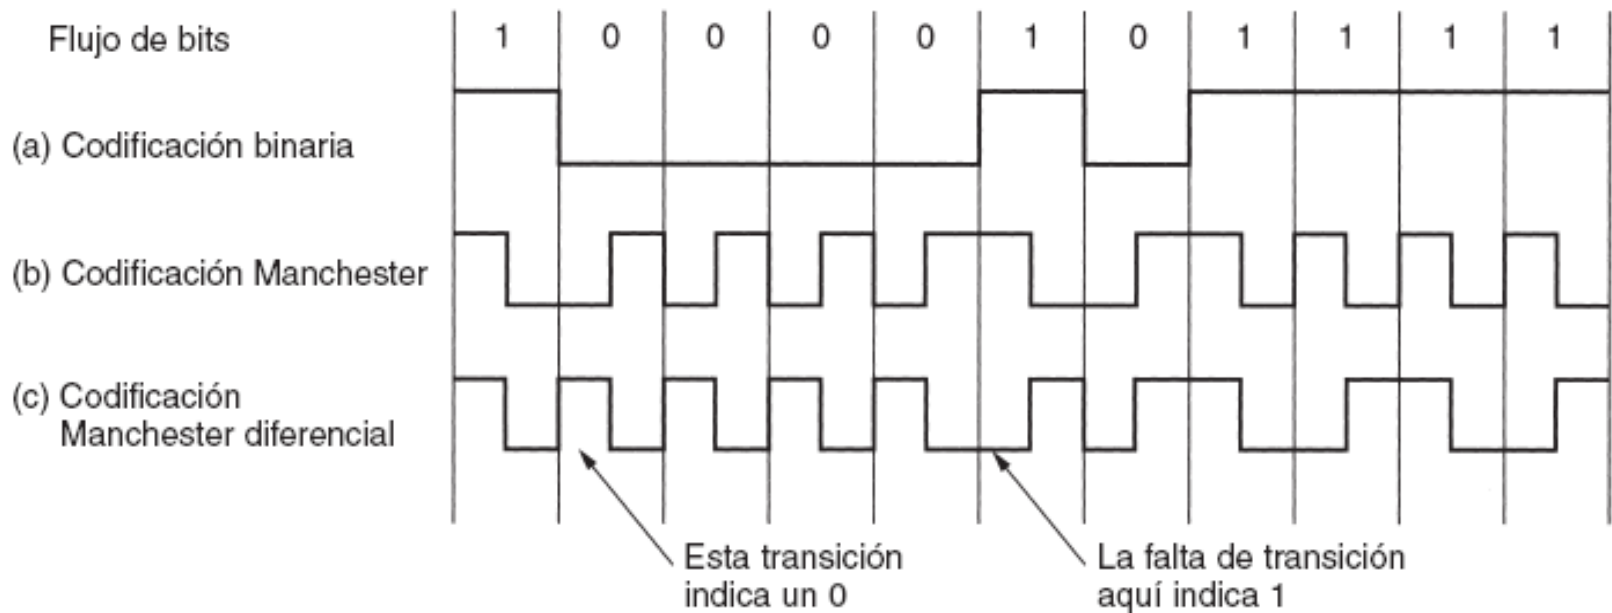 Flujo de bits 1 0 0 0 0 1 0 1 1 1 1
(a) Codificación binaria
(b) Codificación Manchester
(c) Codificación
Manchester diferencial
Esta transición
indica un 0
La falta de transición
aquí indica 1